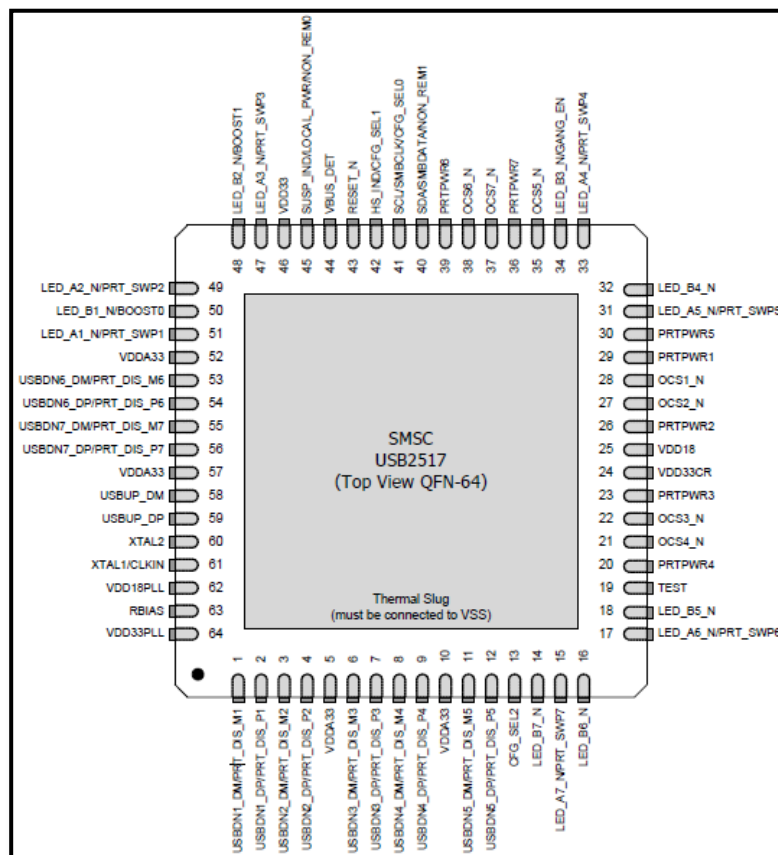 LED_B2_N/BOOST1
LED_A3_N/PRT_SWP3
VDD33
SUSP_IND/LOCAL_PWR/NON_REM0
VBUS_DET
RESET_N
HS_IND/CFG_SEL1
SCL/SMBCLK/CFG_SEL0
SDA/SMBDATA/NON_REM1
PRTPWR6
OCS6_N
OCS7_N
PRTPWR7
OCS5_N
LED_B3_N/GANG_EN
LED_A4_N/PRT_SWP4
48 47 46 45 44 43 42 41 40 39 38 37 36 35 34 33
LED_A2_N/PRT_SWP2 49
LED_B1_N/BOOST0 50
LED_A1_N/PRT_SWP1 51
VDDA33 52
USBDN6_DM/PRT_DIS_M6 53
USBDN6_DP/PRT_DIS_P6 54
USBDN7_DM/PRT_DIS_M7 55
USBDN7_DP/PRT_DIS_P7 56
VDDA33 57
USBUP_DM 58
USBUP_DP 59
XTAL2 60
XTAL1/CLKIN 61
VDD18PLL 62
RBIAS 63
VDD33PLL 64
SMSC
USB2517
(Top View QFN-64)
Thermal Slug
(must be connected to VSS)
32 LED_B4_N
31 LED_A5_N/PRT_SWP5
30 PRTPWR5
29 PRTPWR1
28 OCS1_N
27 OCS2_N
26 PRTPWR2
25 VDD18
24 VDD33CR
23 PRTPWR3
22 OCS3_N
21 OCS4_N
20 PRTPWR4
19 TEST
18 LED_B5_N
17 LED_A6_N/PRT_SWP6
1 2 3 4 5 6 7 8 9 10 11 12 13 14 15 16
USBDN1_DM/PRT_DIS_M1
USBDN1_DP/PRT_DIS_P1
USBDN2_DM/PRT_DIS_M2
USBDN2_DP/PRT_DIS_P2
VDDA33
USBDN3_DM/PRT_DIS_M3
USBDN3_DP/PRT_DIS_P3
USBDN4_DM/PRT_DIS_M4
USBDN4_DP/PRT_DIS_P4
VDDA33
USBDN5_DM/PRT_DIS_M5
USBDN5_DP/PRT_DIS_P5
CFG_SEL2
LED_B7_N
LED_A7_N/PRT_SWP7
LED_B6_N